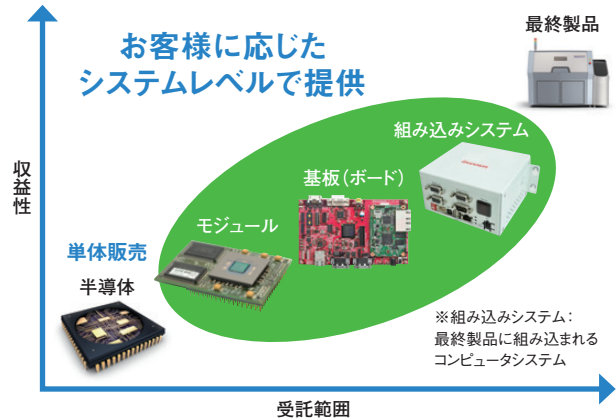 お客様に応じた
システムレベルで提供
最終製品
組み込みシステム
基板(ボード)
モジュール
収益性
単体販売
半導体
※組み込みシステム:
最終製品に組み込まれる
コンピュータシステム
受託範囲